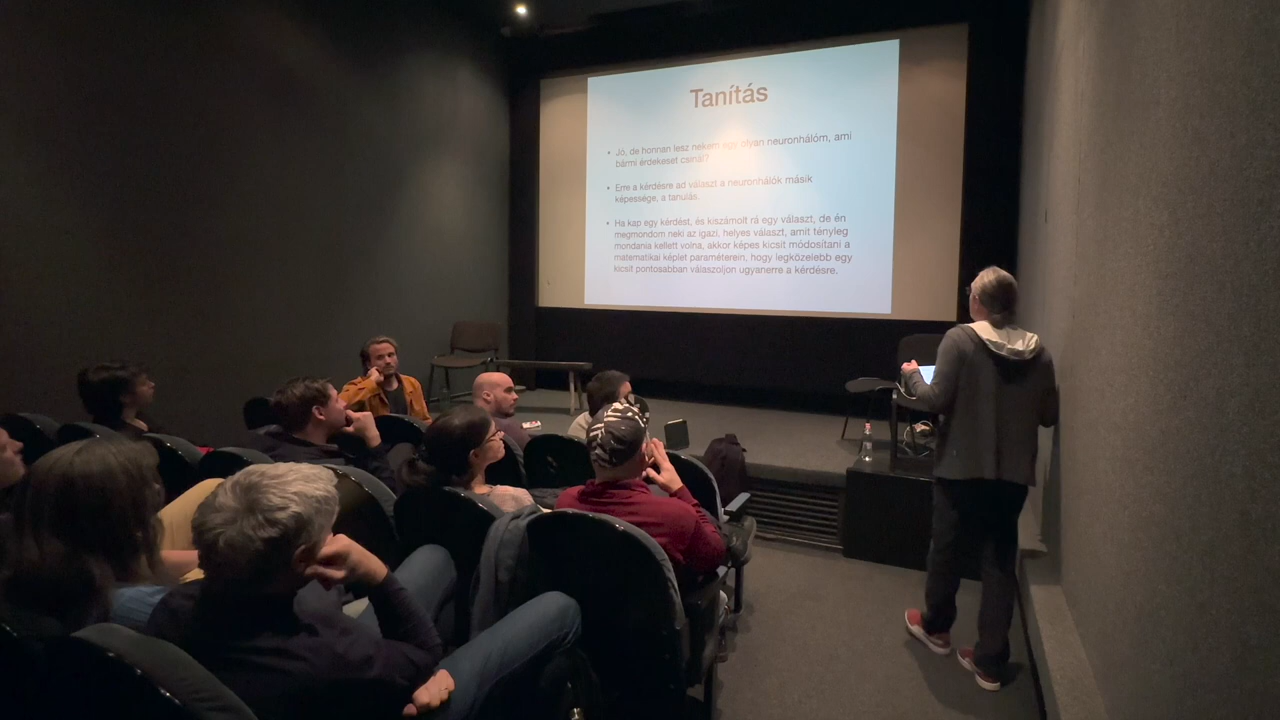 Tanítás
• Jó, de honnan lesz nekem egy olyan neuronhálóm, ami
bármi érdekeset csinál?
• Erre a kérdésre ad választ a neuronhálók másik
képessége, a tanulás.
• Ha kap egy kérdést, és kiszámolt rá egy választ, de én
megmondom neki az igazi, helyes választ, amit tényleg
mondania kellett volna, akkor képes kicsit módosítani a
matematikai képlet paraméterein, hogy legközelebb egy
kicsit pontosabban válaszoljon ugyanerre a kérdésre.